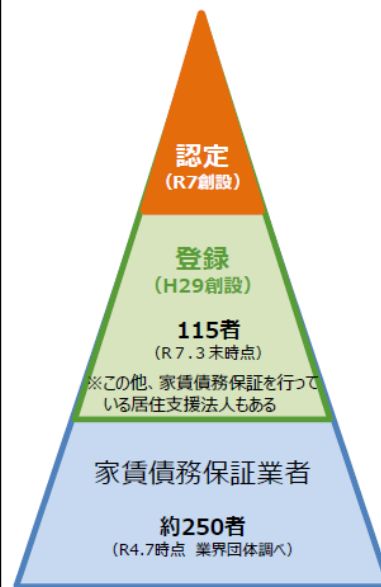 認定
（R7創設）
登録
（H29創設）
115者
（R７.３末時点）
※この他、家賃債務保証を行って
いる居住支援法人もある
家賃債務保証業者
約250者
（R4.7時点 業界団体調べ）